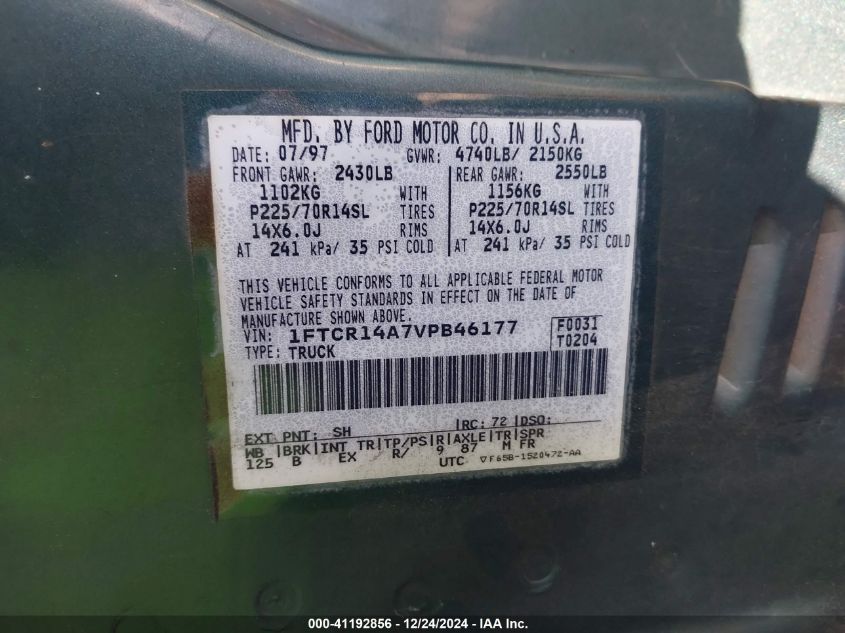 MFD. BY FORD MOTOR CO. IN U.S.A.
DATE: 07/97 GVWR: 4740LB/ 2150KG
FRONT GAWR: 2430LB REAR GAWR: 2550LB
1102KG WITH 1156KG WITH
P225/70R14SL TIRES P225/70R14SL TIRES
14X6.0J RIMS 14X6.0J RIMS
AT 241 kPa/ 35 PSI COLD AT 241 kPa/ 35 PSI COLD
THIS VEHICLE CONFORMS TO ALL APPLICABLE FEDERAL MOTOR
VEHICLE SAFETY STANDARDS IN EFFECT ON THE DATE OF
MANUFACTURE SHOWN ABOVE.
VIN: 1FTCR14A7VPB46177 F0031
TYPE: TRUCK T0204
EXT PNT: SH RC: 72 DSO:
WB BRK INT TR TP/PS R AXLE TR SPR
125 B EX R/ 9 87 M FR
UTC ▽F65B-1520472-AA
000-41192856 - 12/24/2024 - IAA Inc.